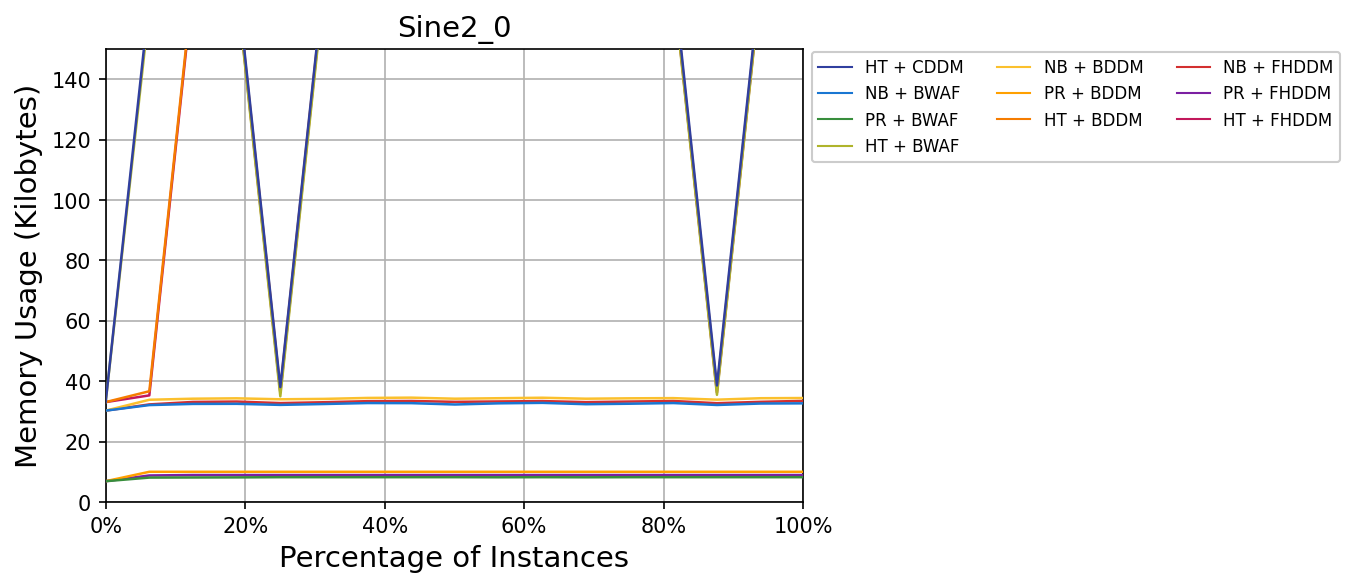 Sine2_0
Memory Usage (Kilobytes)
140
120
100
80
60
40
20
0
0% 20% 40% 60% 80% 100%
Percentage of Instances
HT + CDDM NB + BDDM NB + FHDDM
NB + BWAF PR + BDDM PR + FHDDM
PR + BWAF HT + BDDM HT + FHDDM
HT + BWAF